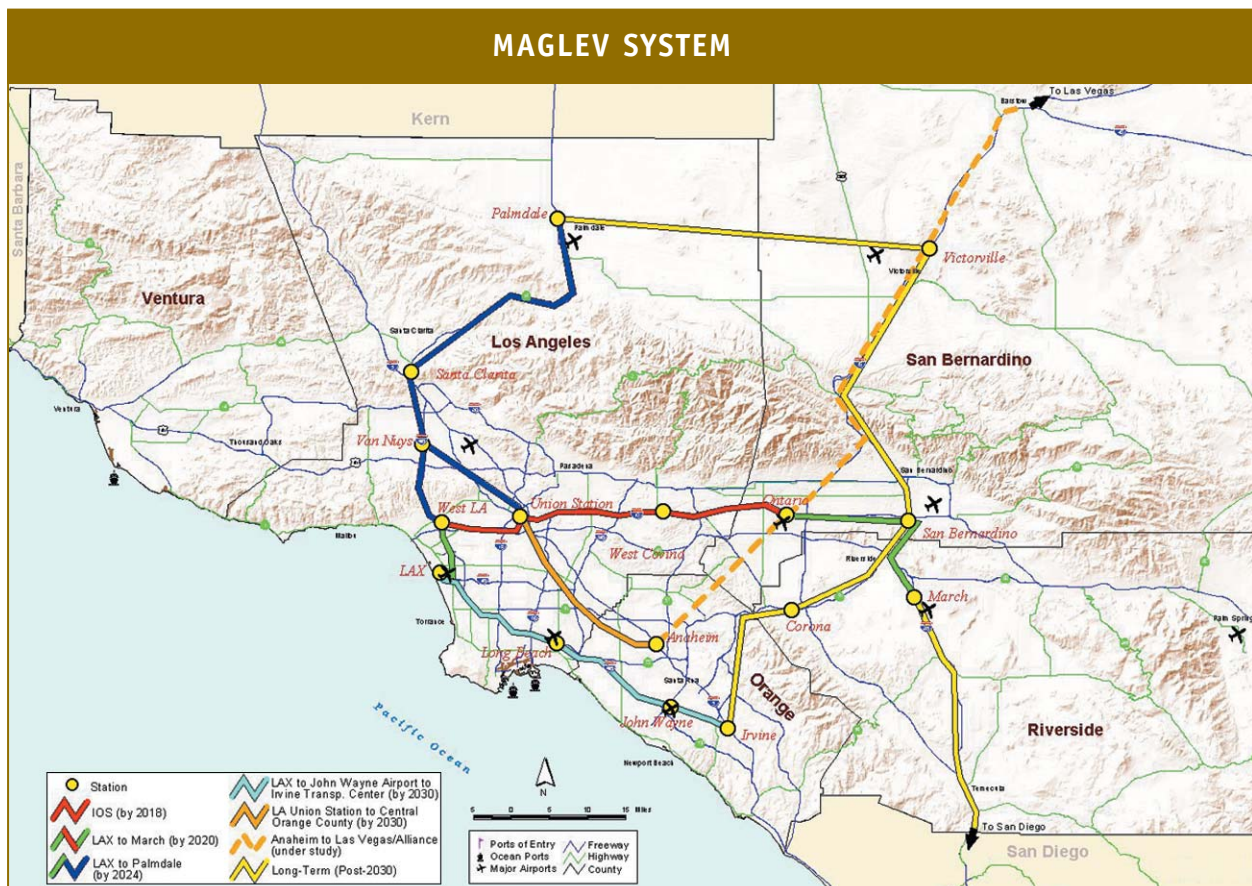 MAGLEV SYSTEM
To Las Vegas
Barstow
Kern
Santa Barbara
Palmdale
Palmdale
Victorville
Victorville
Ventura
Santa Clarita
Los Angeles
San Bernardino
Santa Clarita
Ventura
Thousand Oaks
Van Nuys
Pasadena
San Bernardino
Union Station
Ontario
West LA
San Bernardino
Malibu
West Covina
Riverside
LAX
March
Torrance
Corona
Palm Springs
Long Beach
Anaheim
Santa Ana
Orange
John Wayne
Irvine
Riverside
Pacific Ocean
Newport Beach
Temecula
To San Diego
San Diego
Station
IOS (by 2018)
LAX to March (by 2020)
LAX to Palmdale
(by 2024)
LAX to John Wayne Airport to
Irvine Transp. Center (by 2030)
LA Union Station to Central
Orange County (by 2030)
Anaheim to Las Vegas/Alliance
(under study)
Long-Term (Post-2030)
N
5 0 5 10 15 Miles
Ports of Entry
Ocean Ports
Major Airports
Freeway
Highway
County